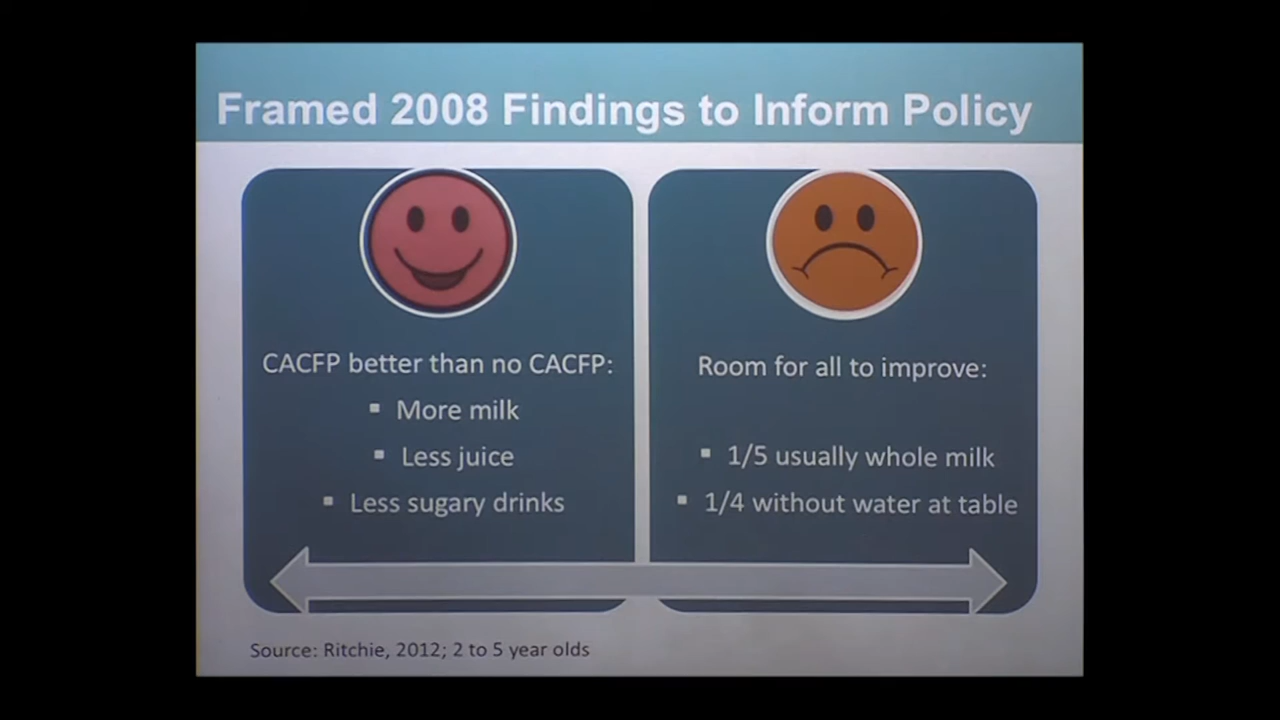 Framed 2008 Findings to Inform Policy
CACFP better than no CACFP:
▪ More milk
▪ Less juice
▪ Less sugary drinks
Room for all to improve:
▪ 1/5 usually whole milk
▪ 1/4 without water at table
Source: Ritchie, 2012; 2 to 5 year olds